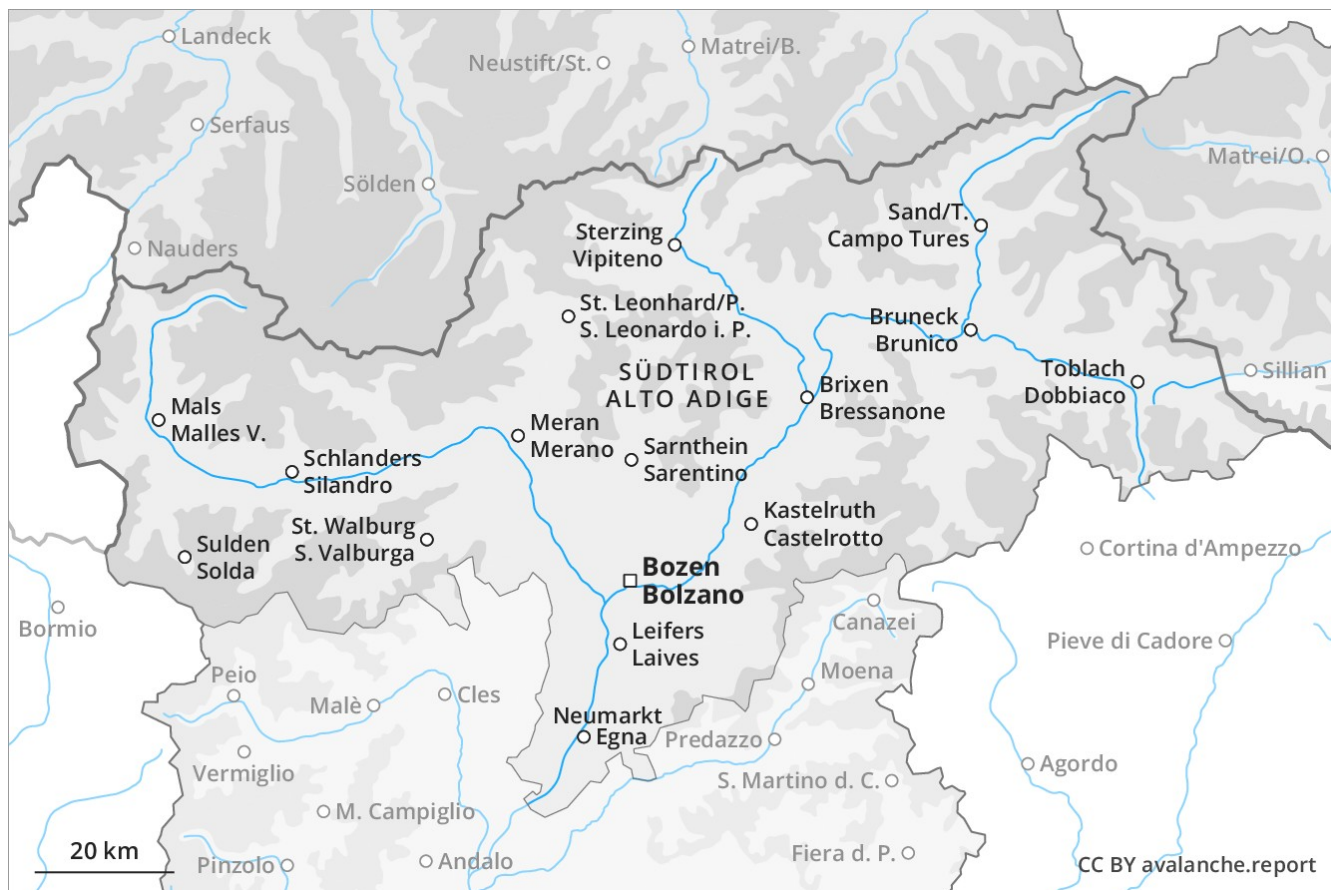 Landeck
Matrei/B.
Neustift/St.
Serfaus
Matrei/O.
Sölden
Sand/T.
Campo Tures
Sterzing
Vipiteno
Nauders
St. Leonhard/P.
S. Leonardo i. P.
Bruneck
Brunico
SÜDTIROL
ALTO ADIGE
Toblach
Dobbiaco
Sillian
Brixen
Bressanone
Mals
Malles V.
Meran
Merano
Sarnthein
Sarentino
Schlanders
Silandro
Kastelruth
Castelrotto
St. Walburg
S. Valburga
Sulden
Solda
Cortina d'Ampezzo
Bozen
Bolzano
Bormio
Canazei
Leifers
Laives
Pieve di Cadore
Peio
Moena
Malè
Cles
Neumarkt
Egna
Predazzo
Vermiglio
Agordo
S. Martino d. C.
M. Campiglio
20 km
Pinzolo
Andalo
Fiera d. P.
CC BY avalanche.report